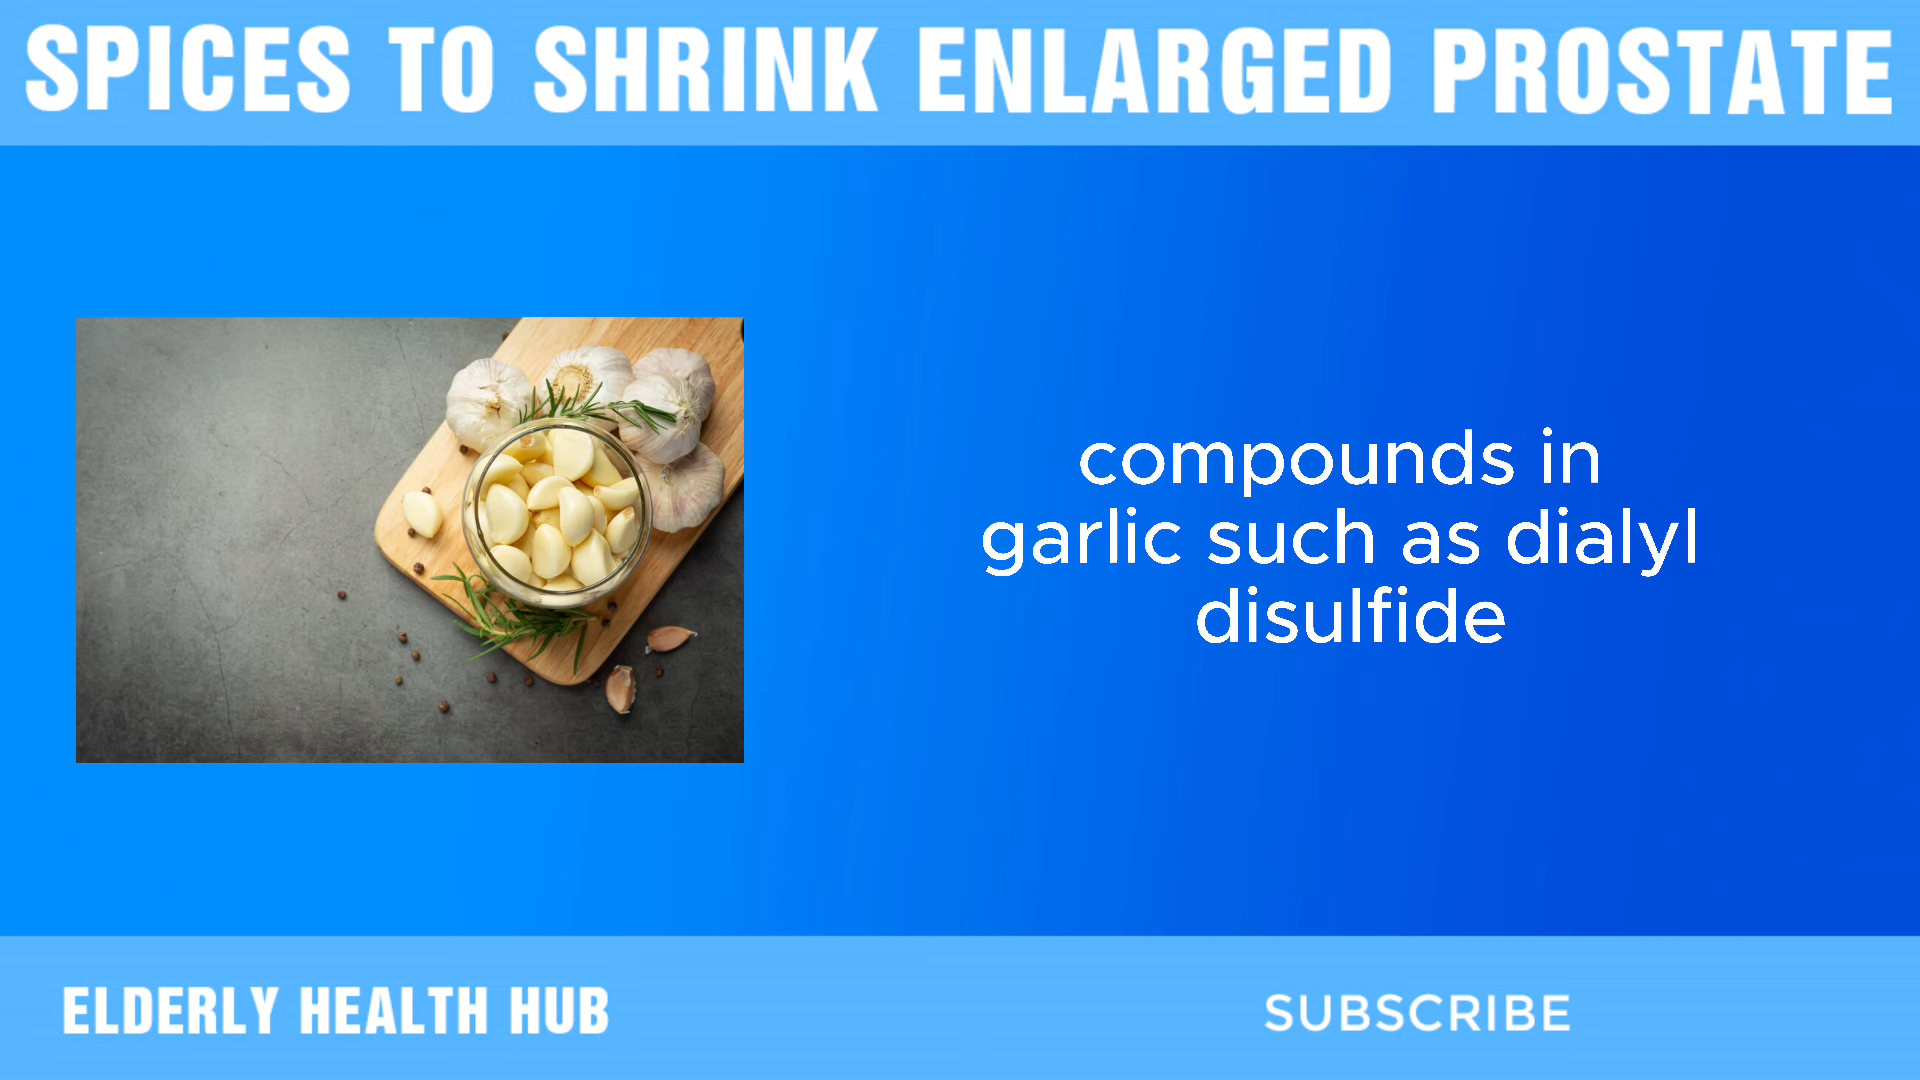 SPICES TO SHRINK ENLARGED PROSTATE
compounds in
garlic such as dialyl
disulfide
ELDERLY HEALTH HUB
SUBSCRIBE